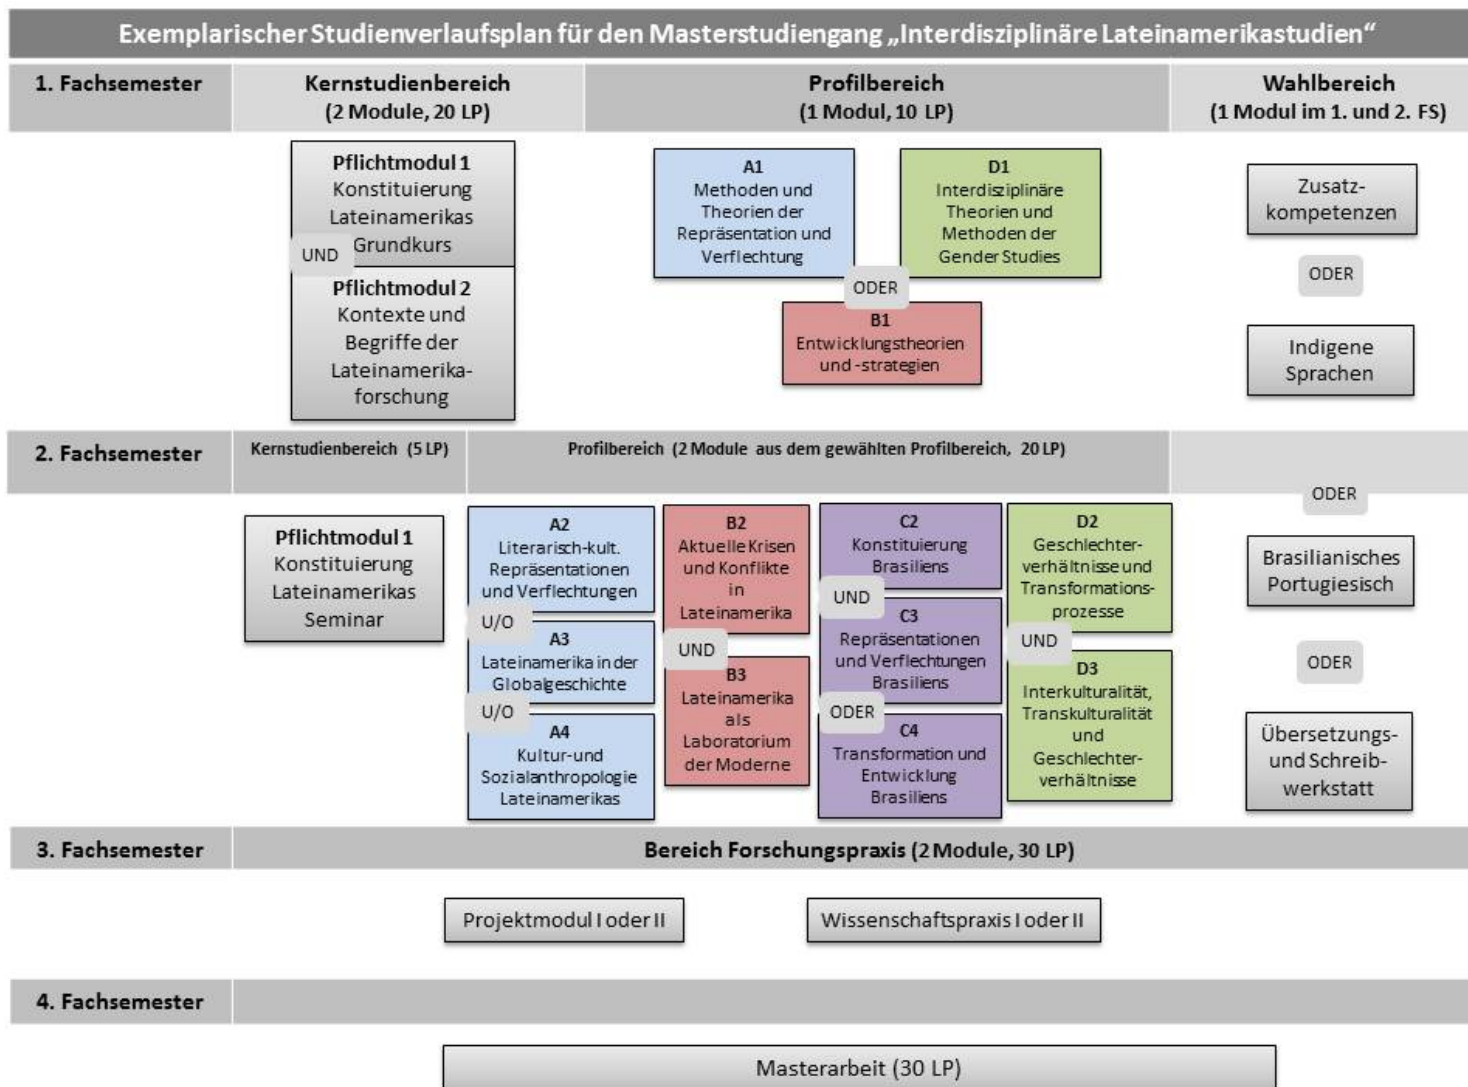 Exemplarischer Studienverlaufsplan für den Masterstudiengang „Interdisziplinäre Lateinamerikastudien“
1. Fachsemester
Kernstudienbereich
(2 Module, 20 LP)
Profilbereich
(1 Modul, 10 LP)
Wahlbereich
(1 Modul im 1. und 2. FS)
Pflichtmodul 1
Konstituierung
Lateinamerikas
Grundkurs
UND
Pflichtmodul 2
Kontexte und
Begriffe der
Lateinamerika-
forschung
A1
Methoden und
Theorien der
Repräsentation und
Verflechtung
D1
Interdisziplinäre
Theorien und
Methoden der
Gender Studies
ODER
B1
Entwicklungstheorien
und -strategien
Zusatz-
kompetenzen
ODER
Indigene
Sprachen
2. Fachsemester
Kernstudienbereich (5 LP)
Profilbereich (2 Module aus dem gewählten Profilbereich, 20 LP)
ODER
Pflichtmodul 1
Konstituierung
Lateinamerikas
Seminar
A2
Literarisch-kult.
Repräsentationen
und Verflechtungen
U/O
A3
Lateinamerika in der
Globalgeschichte
U/O
A4
Kultur- und
Sozialanthropologie
Lateinamerikas
B2
Aktuelle Krisen
und Konflikte
in
Lateinamerika
UND
B3
Lateinamerika
als
Laboratorium
der Moderne
C2
Konstituierung
Brasiliens
UND
C3
Repräsentationen
und Verflechtungen
Brasiliens
ODER
C4
Transformation und
Entwicklung
Brasiliens
D2
Geschlechter-
verhältnisse und
Transformations-
prozesse
UND
D3
Interkulturalität,
Transkulturalität
und
Geschlechter-
verhältnisse
Brasilianisches
Portugiesisch
ODER
Übersetzungs-
und Schreib-
werkstatt
3. Fachsemester
Bereich Forschungspraxis (2 Module, 30 LP)
Projektmodul I oder II
Wissenschaftspraxis I oder II
4. Fachsemester
Masterarbeit (30 LP)